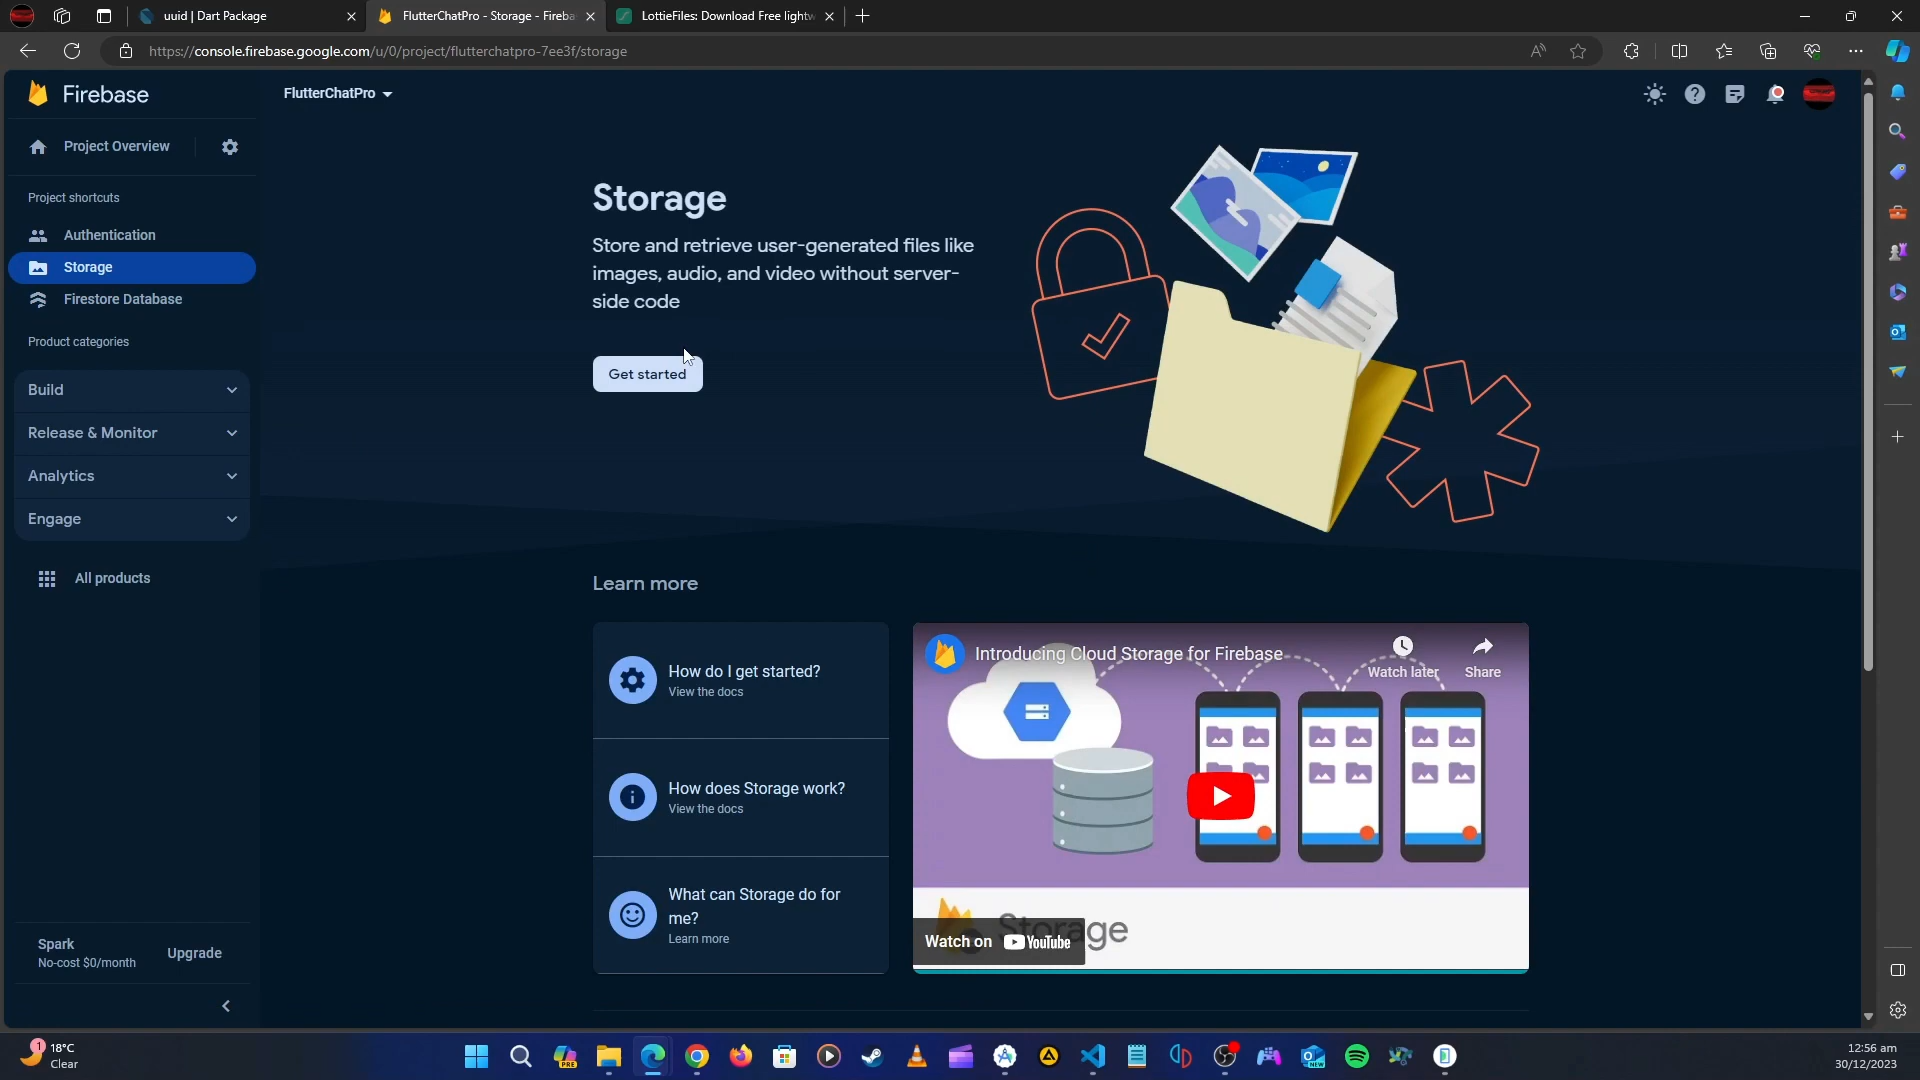 uuid | Dart Package
FlutterChatPro - Storage - Fireba
LottieFiles: Download Free lightw
https://console.firebase.google.com/u/0/project/flutterchatpro-7ee3f/storage
Firebase
FlutterChatPro
Project Overview
Project shortcuts
Authentication
Storage
Firestore Database
Product categories
Build
Release & Monitor
Analytics
Engage
All products
Spark
No-cost $0/month
Upgrade
Storage
Store and retrieve user-generated files like
images, audio, and video without server-
side code
Get started
Learn more
How do I get started?
View the docs
How does Storage work?
View the docs
What can Storage do for
me?
Learn more
Introducing Cloud Storage for Firebase
Watch later
Share
Storage
Watch on YouTube
1
18°C
Clear
PRE
NEW
12:56 am
30/12/2023